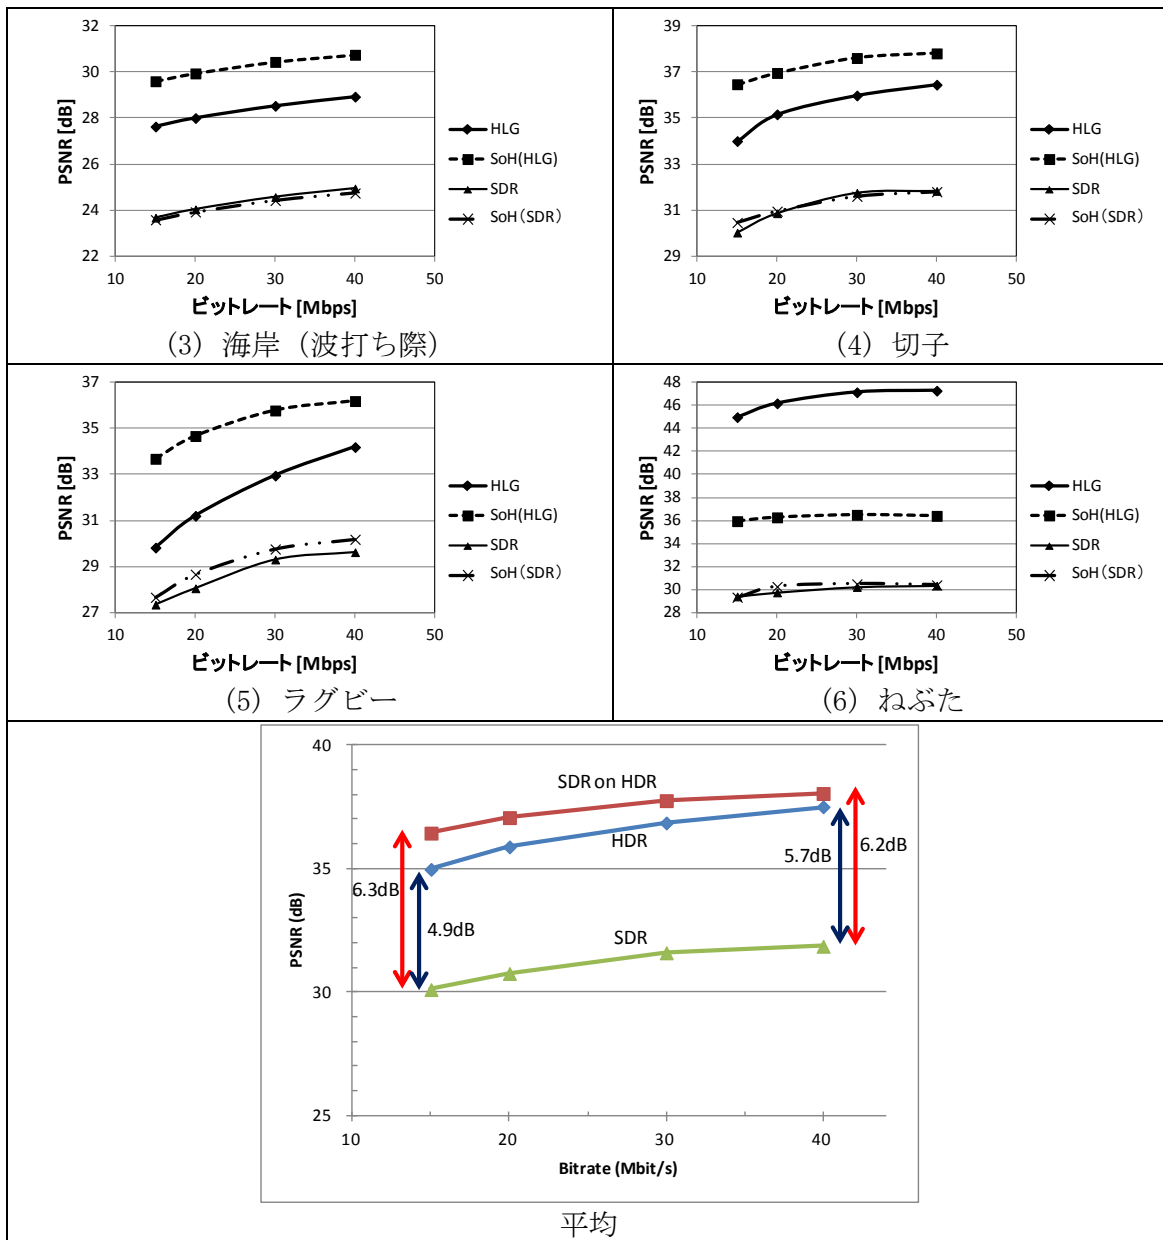 32
30
28
26
24
22
PSNR [dB]
10 20 30 40 50
ビットレート [Mbps]
HLG
SoH(HLG)
SDR
SoH(SDR)
(3) 海岸（波打ち際）
39
37
35
33
31
29
PSNR [dB]
10 20 30 40 50
ビットレート [Mbps]
HLG
SoH(HLG)
SDR
SoH(SDR)
(4) 切子
37
35
33
31
29
27
PSNR [dB]
10 20 30 40 50
ビットレート [Mbps]
HLG
SoH(HLG)
SDR
SoH(SDR)
(5) ラグビー
48
46
44
42
40
38
36
34
32
30
28
PSNR [dB]
10 20 30 40 50
ビットレート [Mbps]
HLG
SoH(HLG)
SDR
SoH(SDR)
(6) ねぶた
40
35
30
25
PSNR (dB)
SDR on HDR
HDR
SDR
6.3dB
4.9dB
5.7dB
6.2dB
10 20 30 40
Bitrate (Mbit/s)
平均